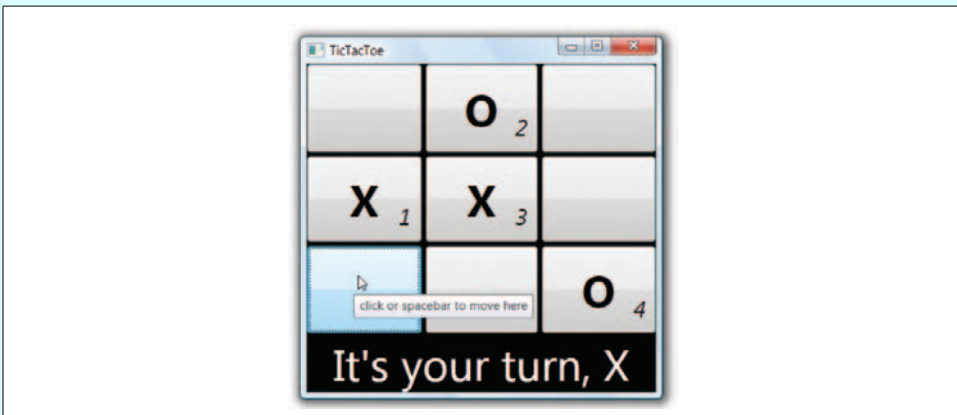 TicTacToe
O 2
X 1 X 3
click or spacebar to move here
O 4
It's your turn, X